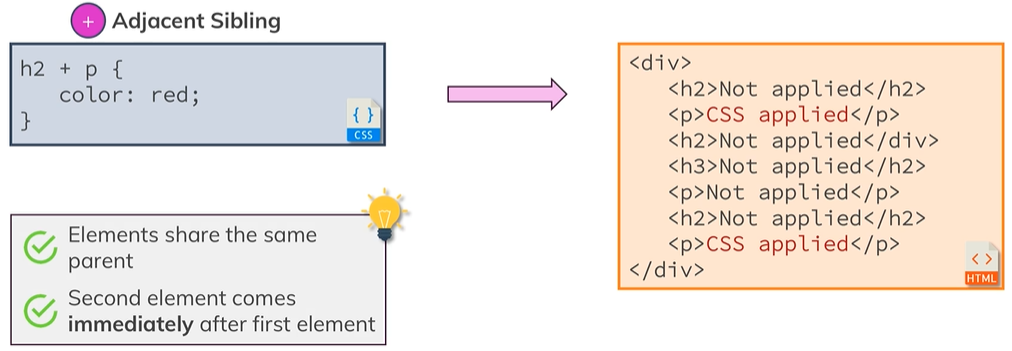 + Adjacent Sibling
h2 + p {
color: red;
}
{ }
CSS
Elements share the same
parent
Second element comes
immediately after first element
<div>
<h2>Not applied</h2>
<p>CSS applied</p>
<h2>Not applied</div>
<h3>Not applied</h2>
<p>Not applied</p>
<h2>Not applied</h2>
<p>CSS applied</p>
</div>
<>
HTML